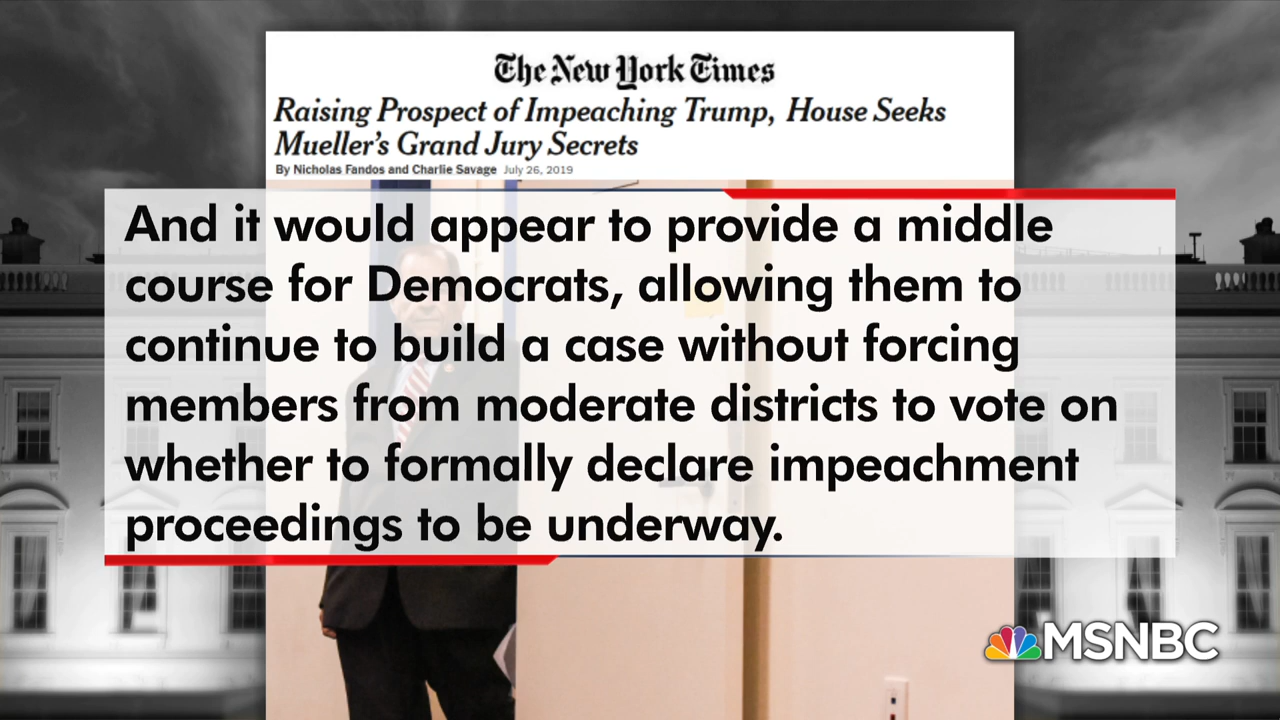 The New York Times
Raising Prospect of Impeaching Trump, House Seeks
Mueller's Grand Jury Secrets
By Nicholas Fandos and Charlie Savage July 26, 2019
And it would appear to provide a middle
course for Democrats, allowing them to
continue to build a case without forcing
members from moderate districts to vote on
whether to formally declare impeachment
proceedings to be underway.
MSNBC